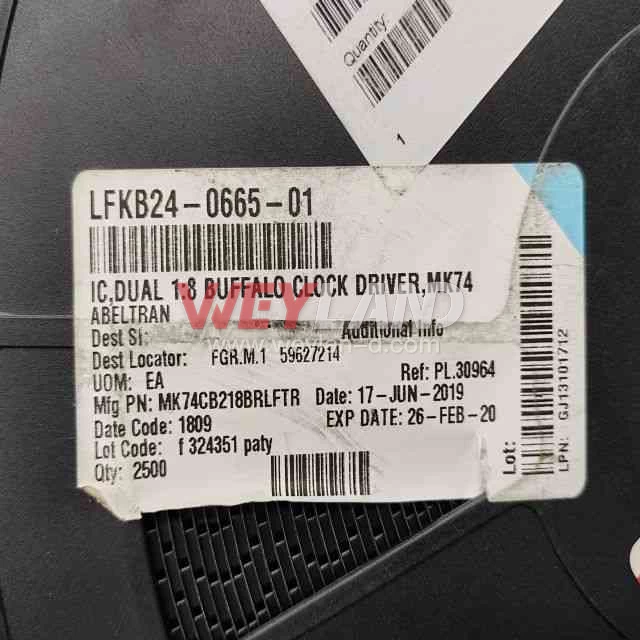 Quantity:
1
LFKB24-0665-01
IC,DUAL 1:8 BUFFALO CLOCK DRIVER,MK74
ABELTRAN
WEYLAND
Dest SI:
Additional Info
www.weyland-d.com
Dest Locator: FGR.M.1 59627214
UOM: EA
Ref: PL.30964
Mfg PN: MK74CB218BRLFTR Date: 17-JUN-2019
Date Code: 1809
EXP DATE: 26-FEB-20
Lot Code: f 324351 paty
Qty: 2500
Lot:
LPN: GJ13101712